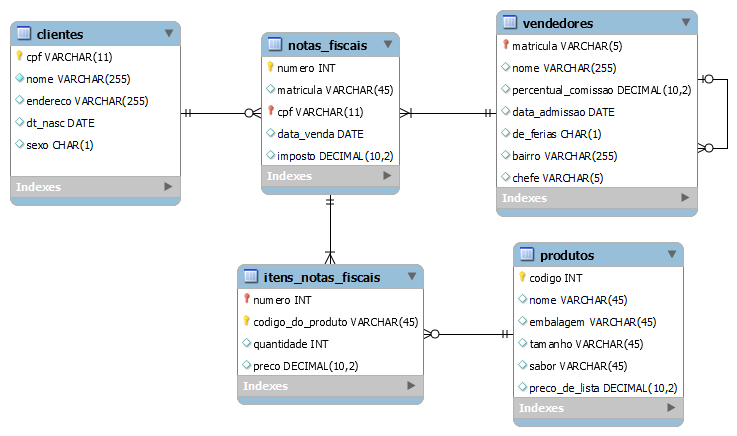 clientes
cpf VARCHAR(11)
nome VARCHAR(255)
endereco VARCHAR(255)
dt_nasc DATE
sexo CHAR(1)
Indexes
notas_fiscais
numero INT
matricula VARCHAR(45)
cpf VARCHAR(11)
data_venda DATE
imposto DECIMAL(10,2)
Indexes
vendedores
matricula VARCHAR(5)
nome VARCHAR(255)
percentual_comissao DECIMAL(10,2)
data_admissao DATE
de_ferias CHAR(1)
bairro VARCHAR(255)
chefe VARCHAR(5)
Indexes
itens_notas_fiscais
numero INT
codigo_do_produto VARCHAR(45)
quantidade INT
preco DECIMAL(10,2)
Indexes
produtos
codigo INT
nome VARCHAR(45)
embalagem VARCHAR(45)
tamanho VARCHAR(45)
sabor VARCHAR(45)
preco_de_lista DECIMAL(10,2)
Indexes